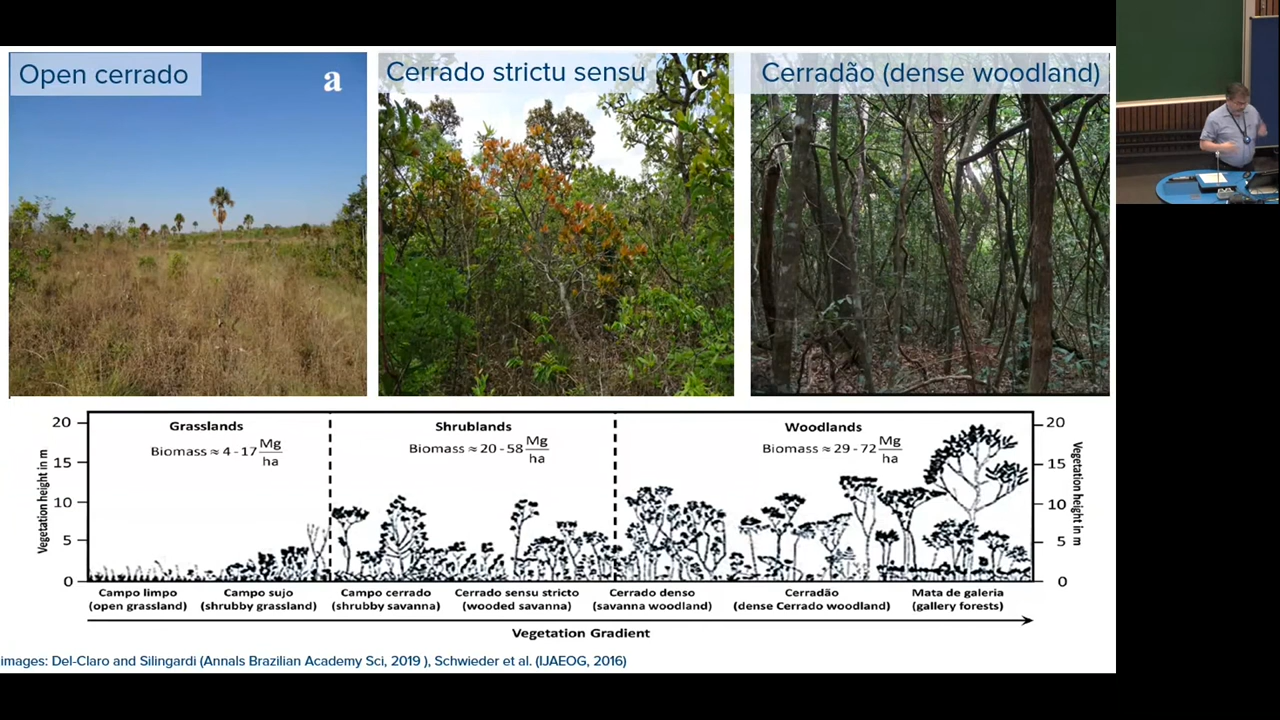 Open cerrado
a
Cerrado strictu sensu
c
Cerradão (dense woodland)
20
15
10
5
0
Vegetation height in m
Grasslands
Biomass ≈ 4 - 17 Mg
ha
Shrublands
Biomass ≈ 20 - 58 Mg
ha
Woodlands
Biomass ≈ 29 - 72 Mg
ha
20
15
10
5
0
Vegetation height in m
Campo limpo
(open grassland)
Campo sujo
(shrubby grassland)
Campo cerrado
(shrubby savanna)
Cerrado sensu stricto
(wooded savanna)
Cerrado denso
(savanna woodland)
Cerradão
(dense Cerrado woodland)
Mata de galeria
(gallery forests)
Vegetation Gradient
images: Del-Claro and Silingardi (Annals Brazilian Academy Sci, 2019 ), Schwieder et al. (IJAEOG, 2016)